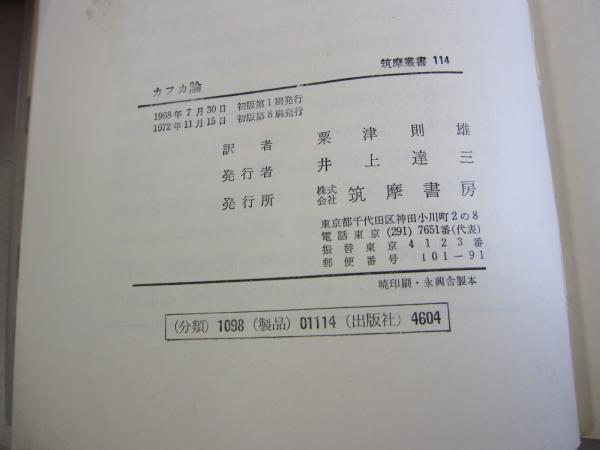 筑摩叢書 114
カフカ論
1968年7月30日 初版第1刷発行
1972年11月15日 初版第8刷発行
訳者 粟津則雄
発行者 井上達三
発行所 株式会社 筑摩書房
東京都千代田区神田小川町2の8
電話東京(291)7651番(代表)
振替東京4123番
郵便番号 101-91
暁印刷・永興舎製本
(分類) 1098 (製品) 01114 (出版社) 4604